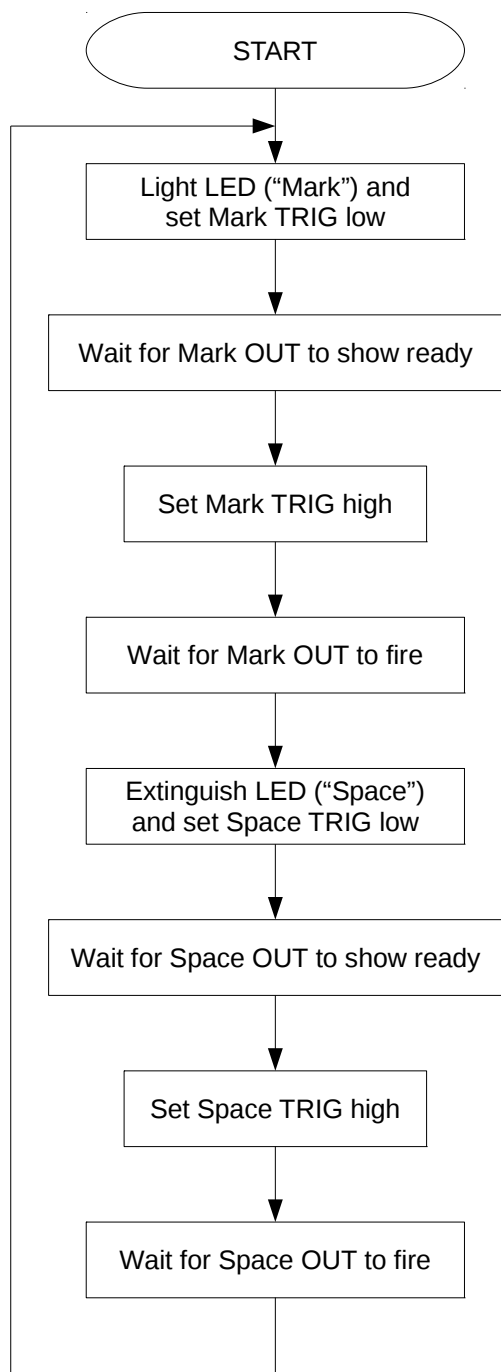 START
Light LED (“Mark”) and
set Mark TRIG low
Wait for Mark OUT to show ready
Set Mark TRIG high
Wait for Mark OUT to fire
Extinguish LED (“Space”)
and set Space TRIG low
Wait for Space OUT to show ready
Set Space TRIG high
Wait for Space OUT to fire